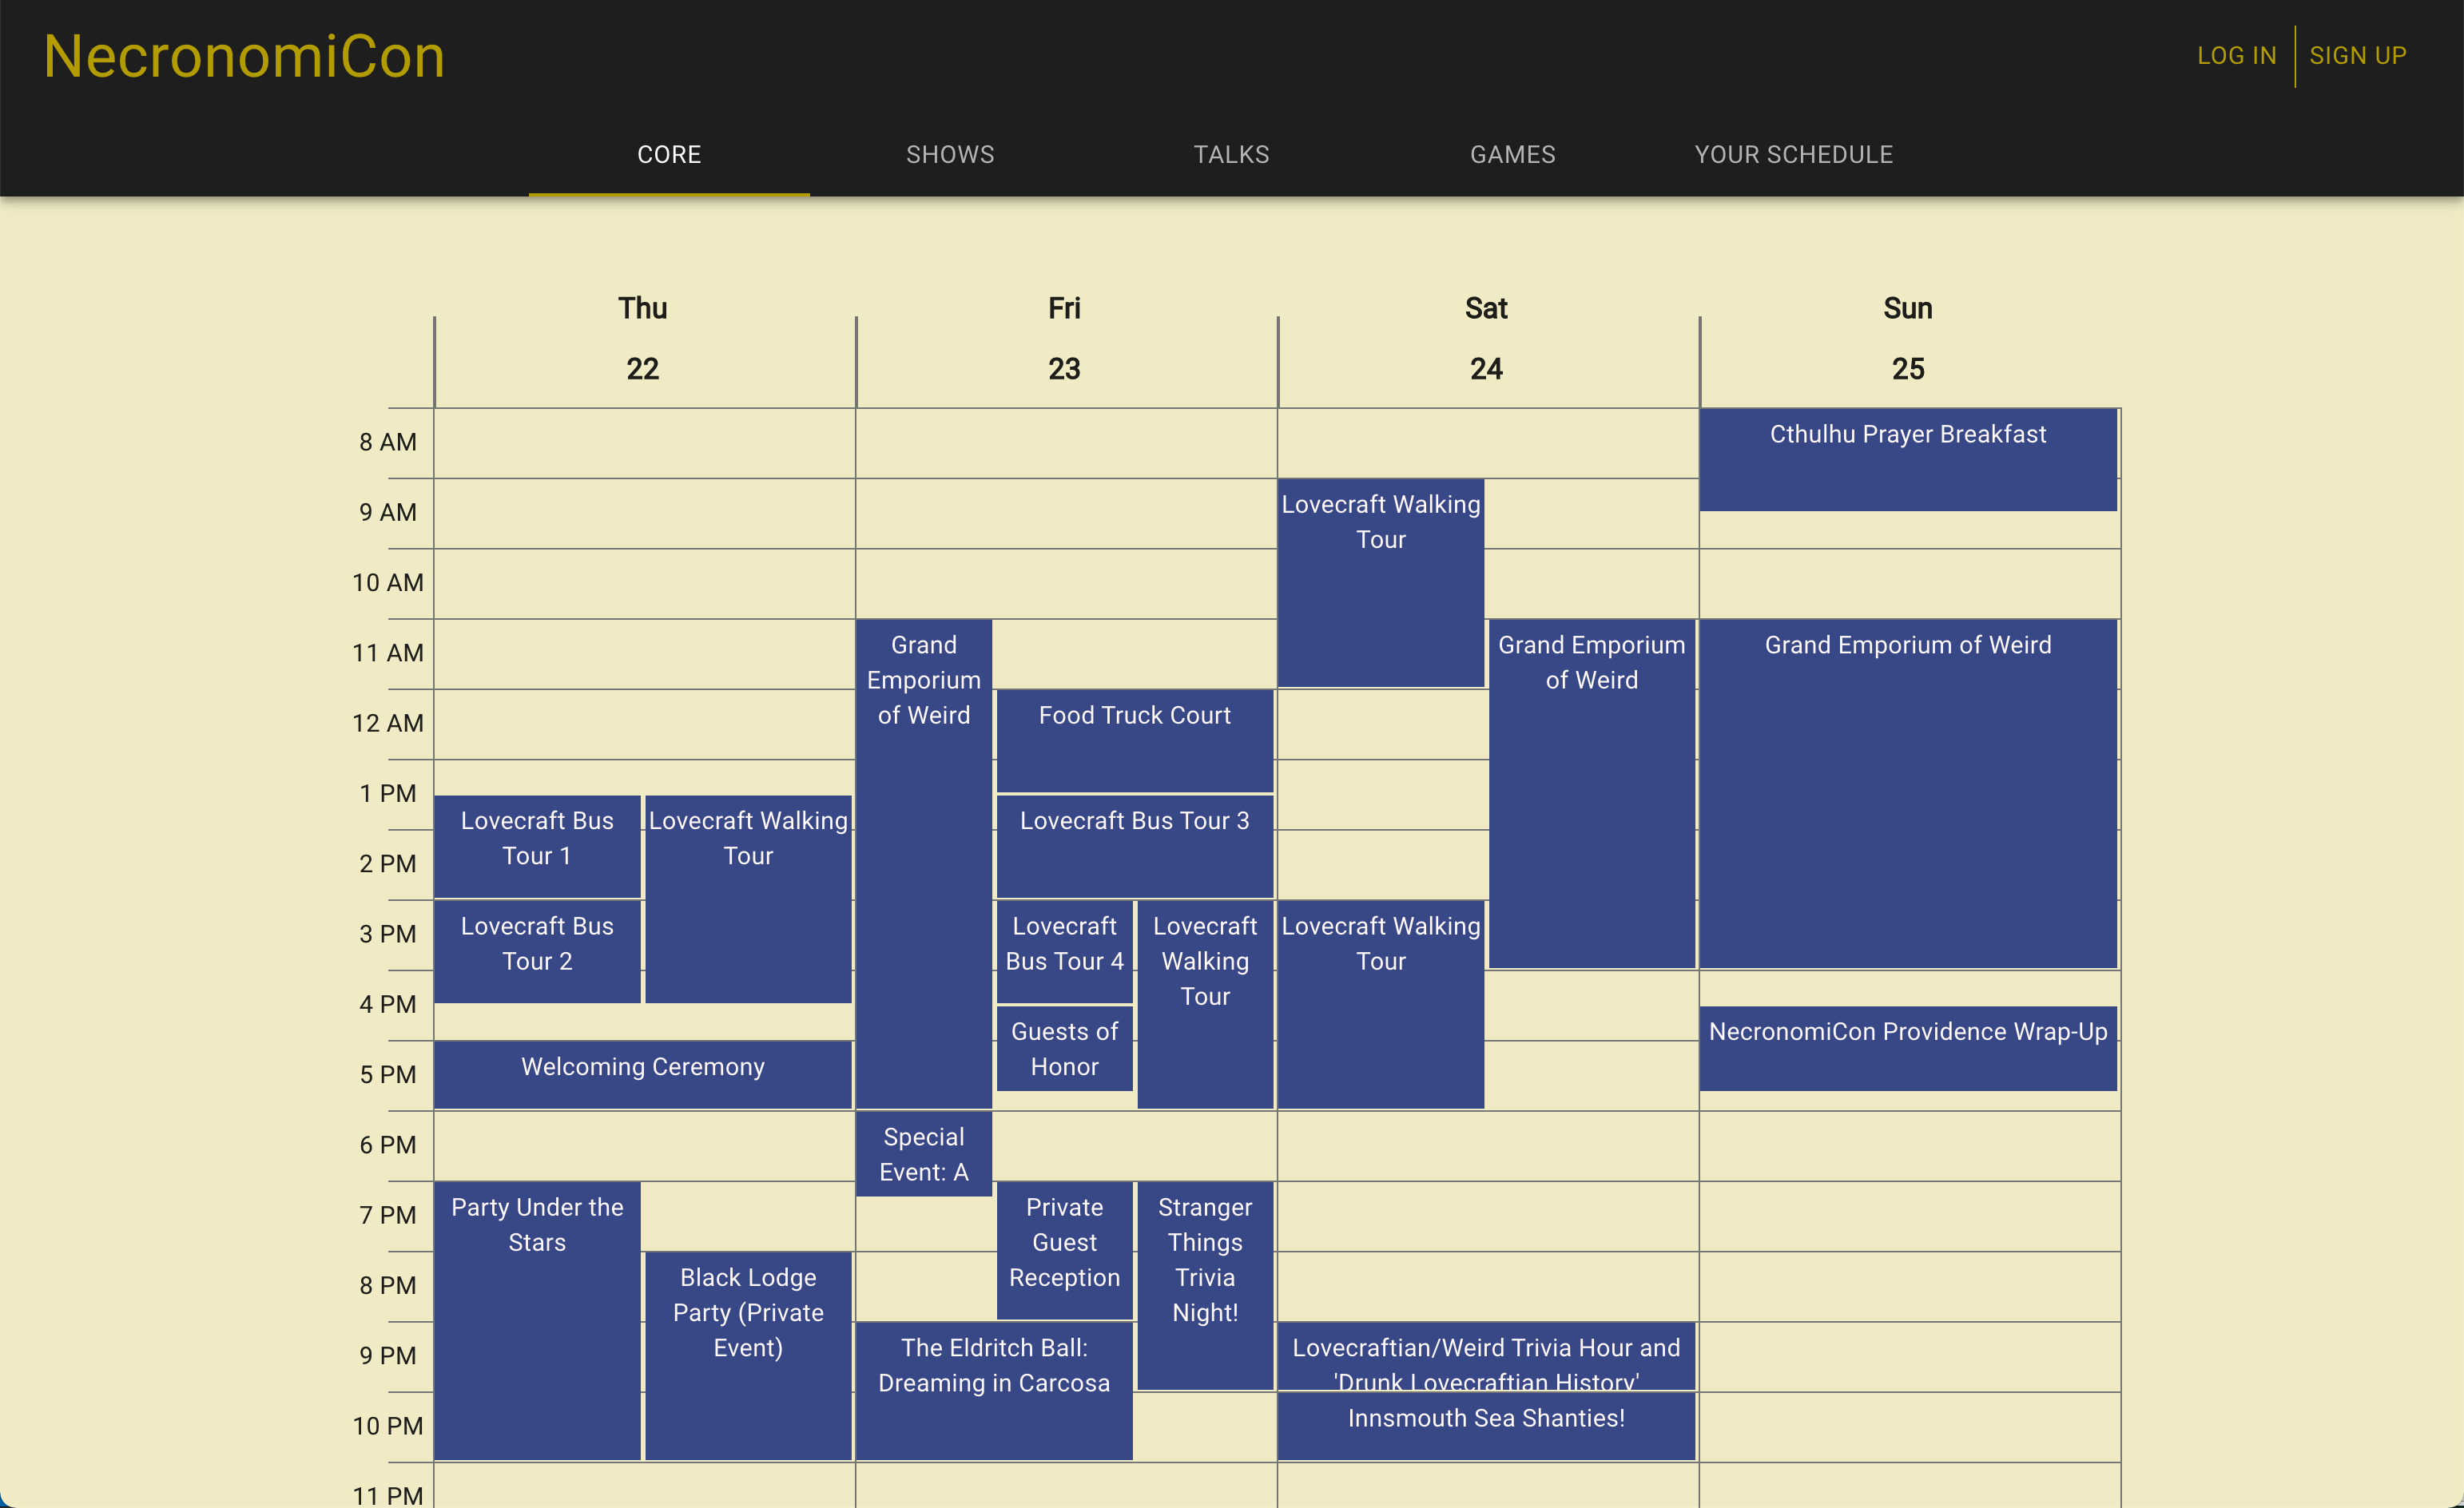 NecronomiCon
LOG IN
SIGN UP
CORE
SHOWS
TALKS
GAMES
YOUR SCHEDULE
Thu
22
Fri
23
Sat
24
Sun
25
8 AM
9 AM
10 AM
11 AM
12 AM
1 PM
2 PM
3 PM
4 PM
5 PM
6 PM
7 PM
8 PM
9 PM
10 PM
11 PM
Lovecraft Bus
Tour 1
Lovecraft Walking
Tour
Lovecraft Bus
Tour 2
Welcoming Ceremony
Party Under the
Stars
Black Lodge
Party (Private
Event)
Grand
Emporium
of Weird
Food Truck Court
Lovecraft Bus Tour 3
Lovecraft
Bus Tour 4
Lovecraft
Walking
Tour
Guests of
Honor
Special
Event: A
Private
Guest
Reception
Stranger
Things
Trivia
Night!
The Eldritch Ball:
Dreaming in Carcosa
Lovecraft Walking
Tour
Grand Emporium
of Weird
Lovecraft Walking
Tour
Lovecraftian/Weird Trivia Hour and
'Drunk Lovecraftian History'
Innsmouth Sea Shanties!
Cthulhu Prayer Breakfast
Grand Emporium of Weird
NecronomiCon Providence Wrap-Up